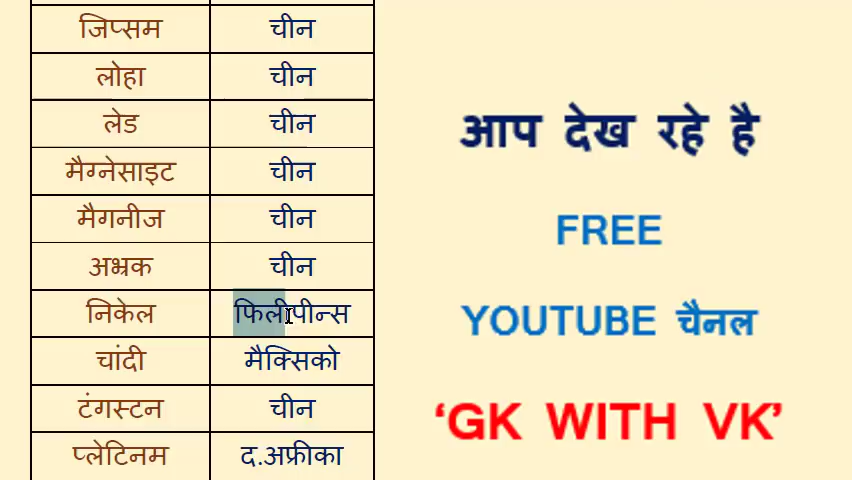 जिप्सम चीन
लोहा चीन
लेड चीन
मैग्नेसाइट चीन
मैगनीज चीन
अभ्रक चीन
निकेल फिलीपीन्स
चांदी मैक्सिको
टंगस्टन चीन
प्लेटिनम द.अफ्रीका
आप देख रहे है
FREE
YOUTUBE चैनल
‘GK WITH VK’